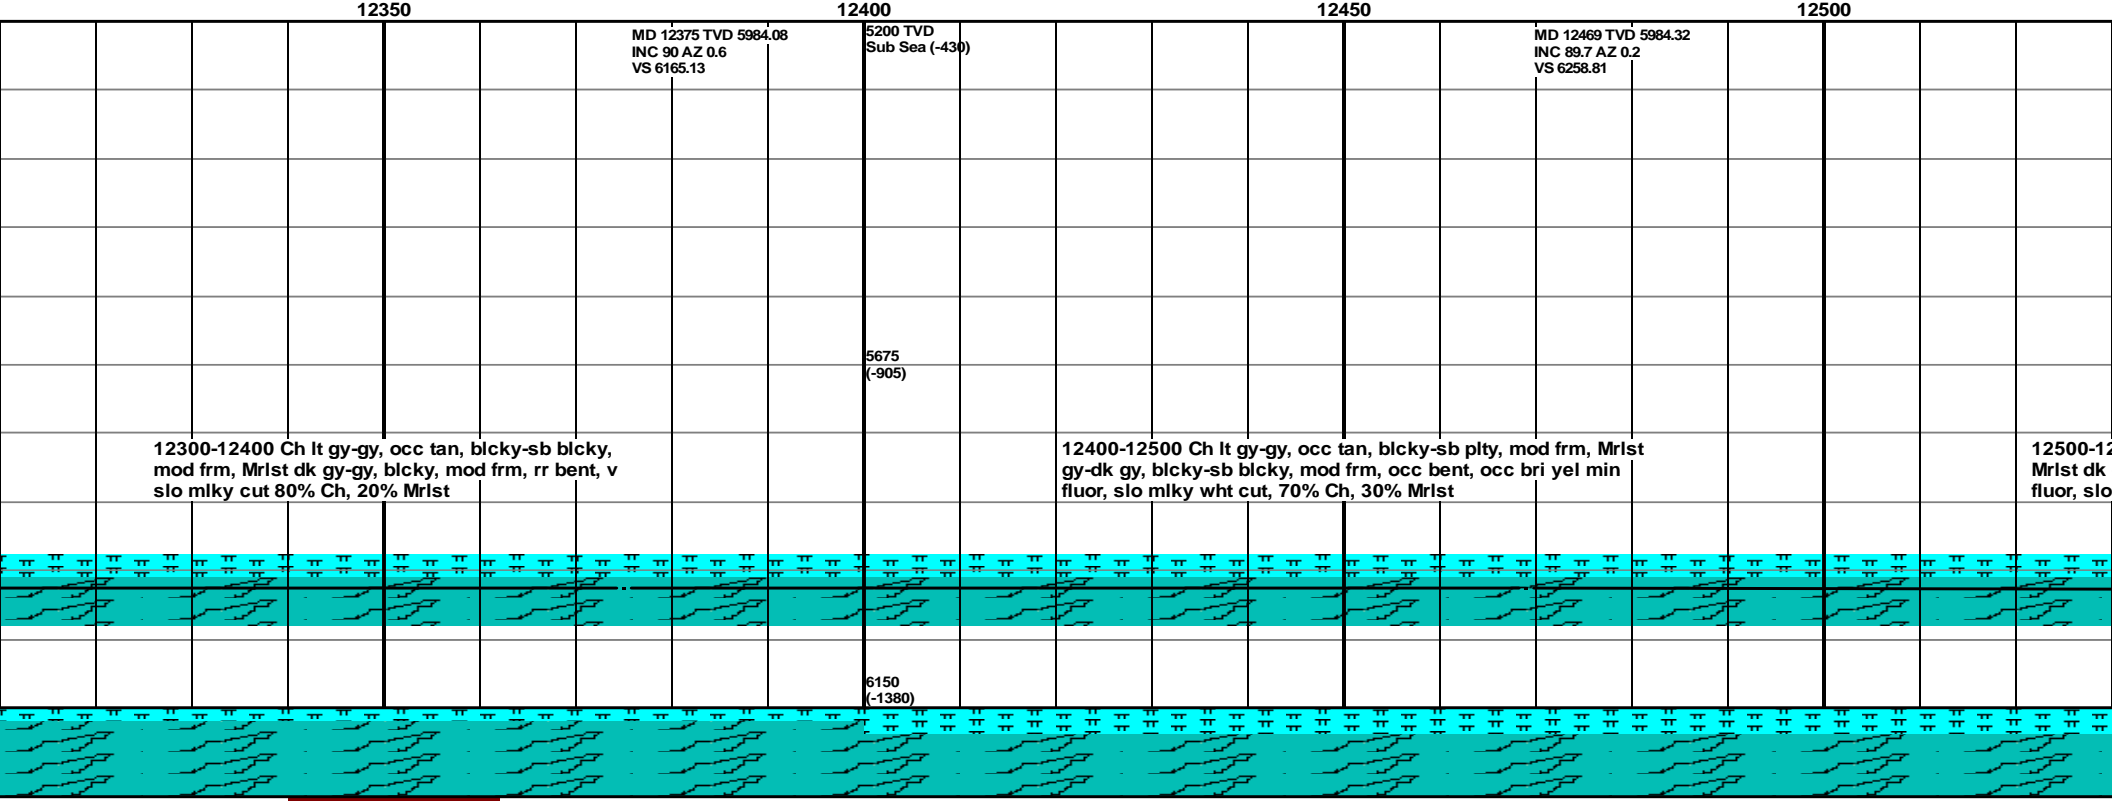 12350 12400 12450 12500
MD 12375 TVD 5984.08
INC 90 AZ 0.6
VS 6165.13
5200 TVD
Sub Sea (-430)
MD 12469 TVD 5984.32
INC 89.7 AZ 0.2
VS 6258.81
5675
(-905)
12300-12400 Ch lt gy-gy, occ tan, blcky-sb blcky,
mod frm, Mrlst dk gy-gy, blcky, mod frm, rr bent, v
slo mlky cut 80% Ch, 20% Mrlst
12400-12500 Ch lt gy-gy, occ tan, blcky-sb plty, mod frm, Mrlst
gy-dk gy, blcky-sb blcky, mod frm, occ bent, occ bri yel min
fluor, slo mlky wht cut, 70% Ch, 30% Mrlst
12500-12
Mrlst dk
fluor, slo
6150
(-1380)